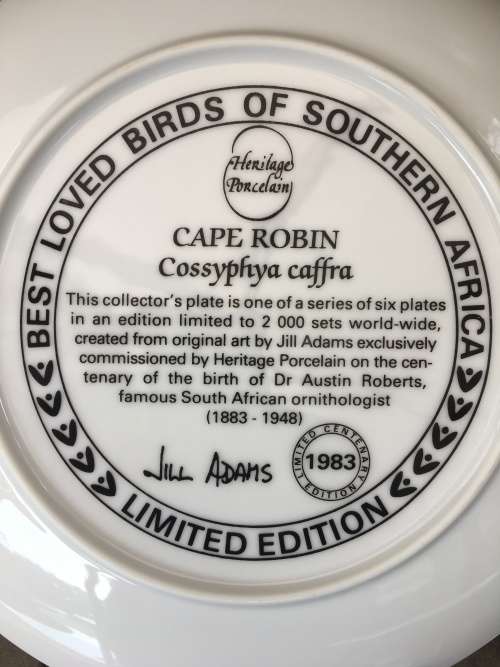 BEST LOVED BIRDS OF SOUTHERN AFRICA
Heritage
Porcelain
CAPE ROBIN
Cossyphya caffra
This collector's plate is one of a series of six plates
in an edition limited to 2 000 sets world-wide,
created from original art by Jill Adams exclusively
commissioned by Heritage Porcelain on the cen-
tenary of the birth of Dr Austin Roberts,
famous South African ornithologist
(1883 - 1948)
JILL ADAMS
LIMITED CENTENARY
1983
EDITION
LIMITED EDITION